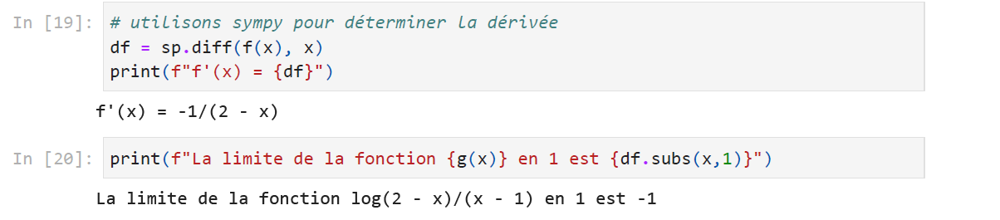 In [19]: # utilisons sympy pour déterminer la dérivée
df = sp.diff(f(x), x)
print(f"f'(x) = {df}")
f'(x) = -1/(2 - x)
In [20]: print(f"La limite de la fonction {g(x)} en 1 est {df.subs(x,1)}")
La limite de la fonction log(2 - x)/(x - 1) en 1 est -1